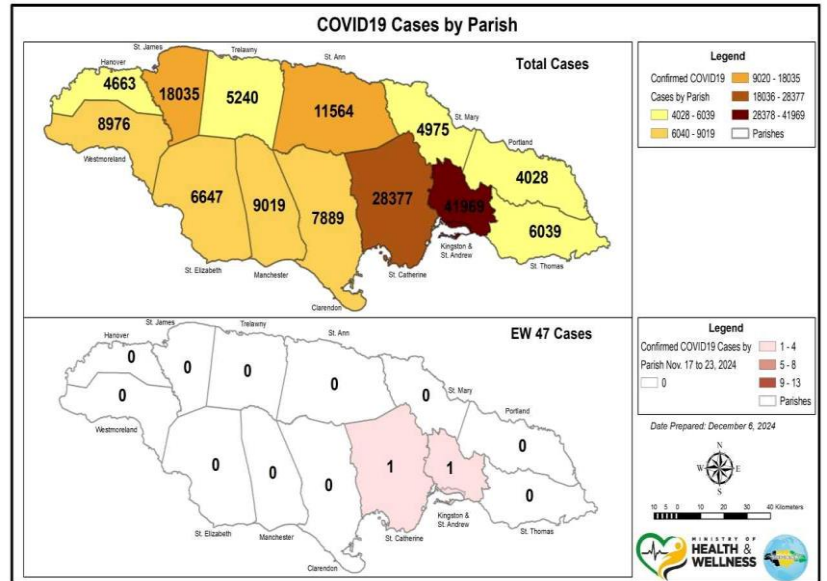 COVID19 Cases by Parish
Total Cases
St. James
Trelawny
St. Ann
Hanover
4663
18035
5240
11564
8976
4975
St. Mary
Portland
Westmoreland
4028
6647
9019
7889
28377
41969
6039
St. Elizabeth
Manchester
Clarendon
St. Catherine
Kingston &
St. Andrew
St. Thomas
Legend
Confirmed COVID19
Cases by Parish
4028 - 6039
6040 - 9019
9020 - 18035
18036 - 28377
28378 - 41969
Parishes
EW 47 Cases
St. James
Trelawny
St. Ann
Hanover
0
0
0
0
0
0
St. Mary
Portland
Westmoreland
0
0
0
0
1
1
0
St. Elizabeth
Manchester
Clarendon
St. Catherine
Kingston &
St. Andrew
St. Thomas
Legend
Confirmed COVID19 Cases by
Parish Nov. 17 to 23, 2024
0
1 - 4
5 - 8
9 - 13
Parishes
Date Prepared: December 6, 2024
N
W E
S
10 5 0 10 20 30 40 Kilometers
MINISTRY OF
HEALTH &
WELLNESS